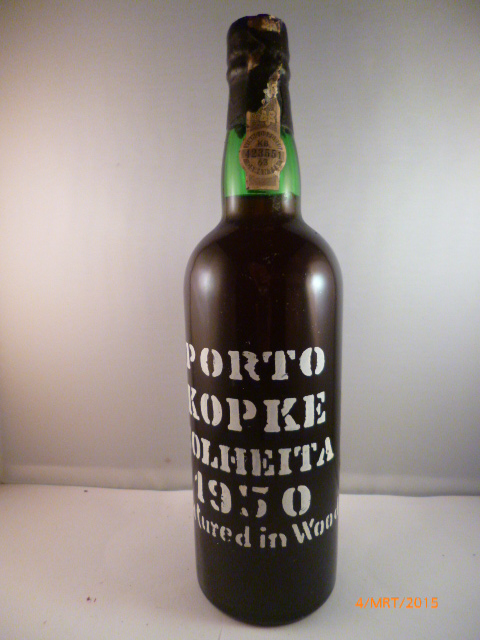 PORTO
KOPKE
OLHEITA
1950
tured in Wood
4/MRT/2015